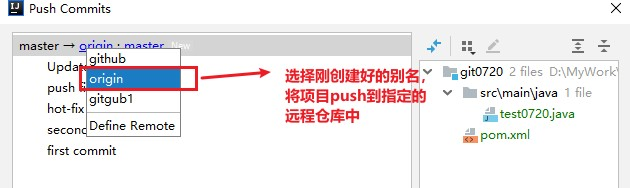 Push Commits
master → origin : master New
github
origin
gitgub1
Define Remote
push
hot-fix
second
first commit
选择刚创建好的别名，
将项目push到指定的
远程仓库中
git0720 2 files D:\MyWork\
src\main\java 1 file
test0720.java
pom.xml